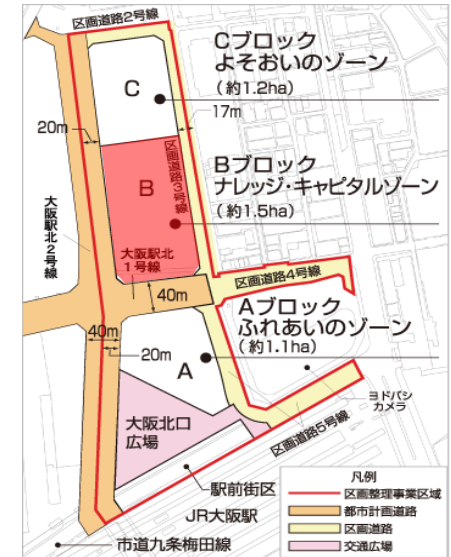 区画道路2号線
Cブロック
よそおいのゾーン
(約1.2ha)
C
20m
17m
区画道路3号線
Bブロック
ナレッジ・キャピタルゾーン
(約1.5ha)
B
大阪駅北2号線
大阪駅北
1号線
区画道路4号線
40m
Aブロック
ふれあいのゾーン
(約1.1ha)
40m
20m
A
ヨドバシ
カメラ
大阪北口
広場
区画道路5号線
駅前街区
JR大阪駅
市道九条梅田線
凡例
区画整理事業区域
都市計画道路
区画道路
交通広場